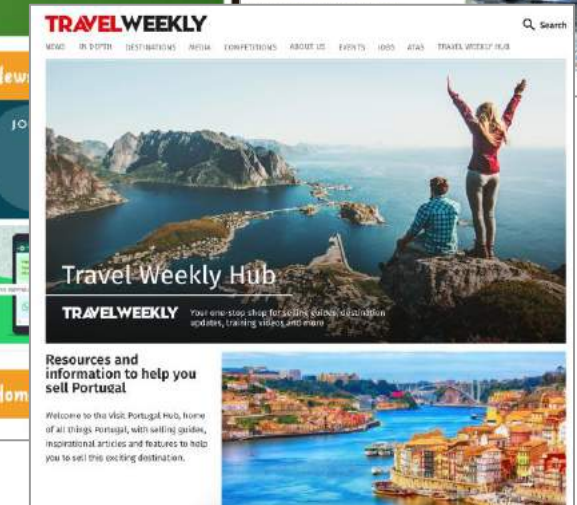 TRAVELWEEKLY
Search
NEWS IN DEPTH DESTINATIONS MEDIA COMPETITIONS ABOUT US EVENTS JOBS ATAS TRAVEL WEEKLY HUB
JO
Travel Weekly Hub
TRAVELWEEKLY
Your one-stop shop for selling guides, destination
updates, training videos and more
Resources and
information to help you
sell Portugal
Welcome to the Visit Portugal Hub, home
of all things Portugal, with selling guides,
inspirational articles and features to help
you to sell this exciting destination.